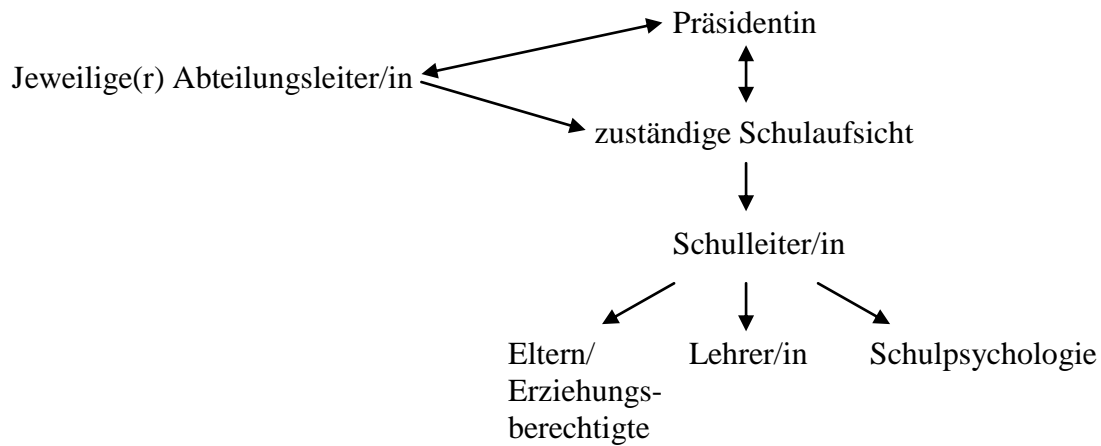 Präsidentin
Jeweilige(r) Abteilungsleiter/in
zuständige Schulaufsicht
Schulleiter/in
Eltern/
Erziehungs-
berechtigte
Lehrer/in
Schulpsychologie